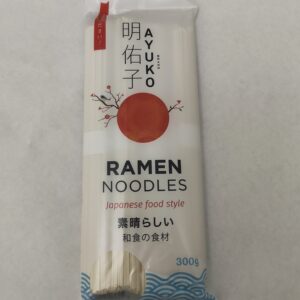 明佑子
AYUKO
BRAND
RAMEN
NOODLES
Japanese food style
素晴らしい
和食の食材
300g